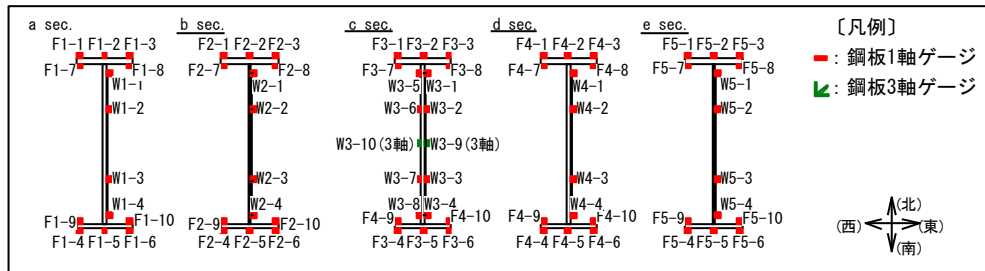 a sec. b sec. c sec. d sec. e sec. 〔凡例〕
F1-1 F1-2 F1-3 F2-1 F2-2 F2-3 F3-1 F3-2 F3-3 F4-1 F4-2 F4-3 F5-1 F5-2 F5-3
: 鋼板1軸ゲージ
F1-7 F1-8 F2-7 F2-8 F3-7 F3-8 F4-7 F4-8 F5-7 F5-8
W1-1 W2-1 W3-5 W3-1 W4-1 W5-1
: 鋼板3軸ゲージ
W1-2 W2-2 W3-6 W3-2 W4-2 W5-2
W3-10(3軸) W3-9(3軸)
W1-3 W2-3 W3-7 W3-3 W4-3 W5-3
W1-4 W2-4 W3-8 W3-4 W4-4 W5-4
(北)
F1-9 F1-10 F2-9 F2-10 F4-9 F4-10 F4-9 F4-10 F5-9 F5-10
(西) (東)
F1-4 F1-5 F1-6 F2-4 F2-5 F2-6 F3-4 F3-5 F3-6 F4-4 F4-5 F4-6 F5-4 F5-5 F5-6
(南)